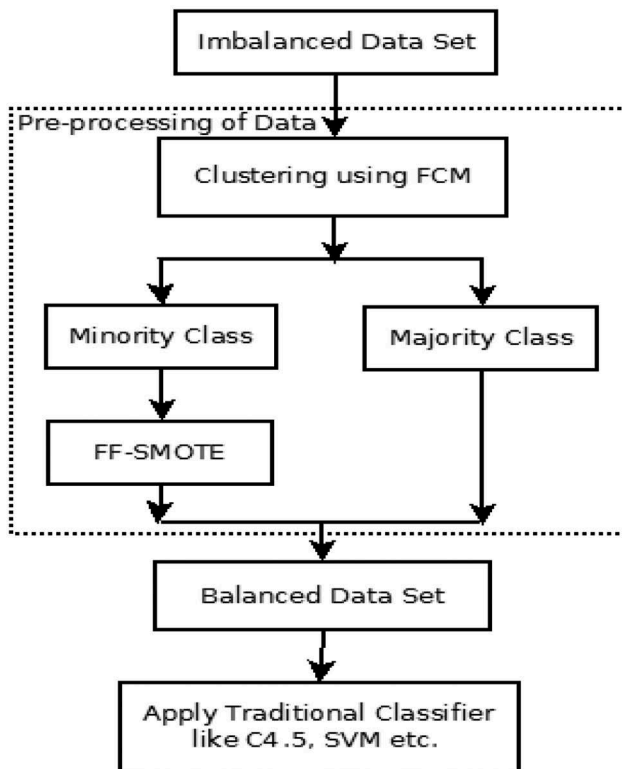 Imbalanced Data Set
Pre-processing of Data
Clustering using FCM
Minority Class
Majority Class
FF-SMOTE
Balanced Data Set
Apply Traditional Classifier
like C4.5, SVM etc.